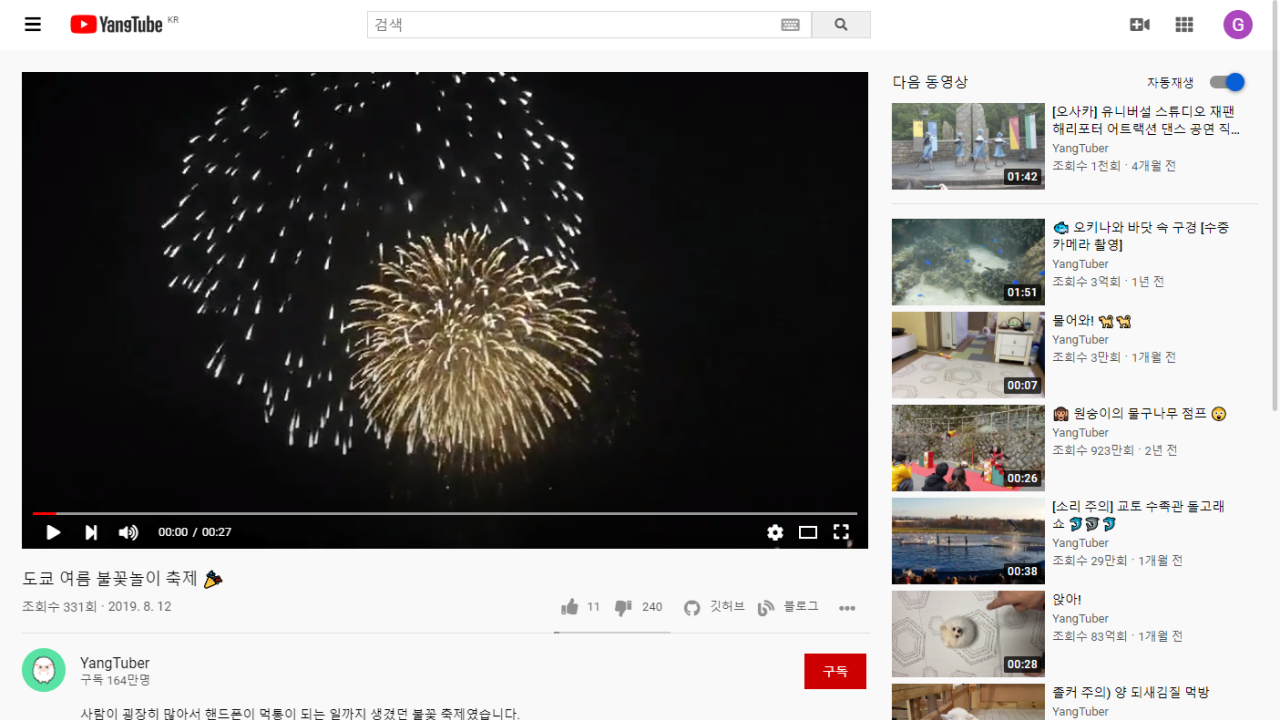 YangTube KR
검색
G
다음 동영상
자동재생
[오사카] 유니버설 스튜디오 재팬
해리포터 어트랙션 댄스 공연 직...
YangTuber
조회수 1천회 · 4개월 전
01:42
🐟 오키나와 바닷 속 구경 [수중
카메라 촬영]
YangTuber
조회수 3억회 · 1년 전
01:51
물어와! 🐕🐕
YangTuber
조회수 3만회 · 1개월 전
00:07
🙉 원숭이의 물구나무 점프 😲
YangTuber
조회수 923만회 · 2년 전
00:26
[소리 주의] 교토 수족관 돌고래
쇼 🐬🐬🐬
YangTuber
조회수 29만회 · 1개월 전
00:38
앉아!
YangTuber
조회수 83억회 · 1개월 전
00:28
졸커 주의) 양 되새김질 먹방
YangTuber
00:00 / 00:27
도쿄 여름 불꽃놀이 축제 🎉
조회수 331회 · 2019. 8. 12
11
240
깃허브
블로그
YangTuber
구독 164만명
구독
사람이 굉장히 많아서 핸드폰이 먹통이 되는 일까지 생겼던 불꽃 축제였습니다.